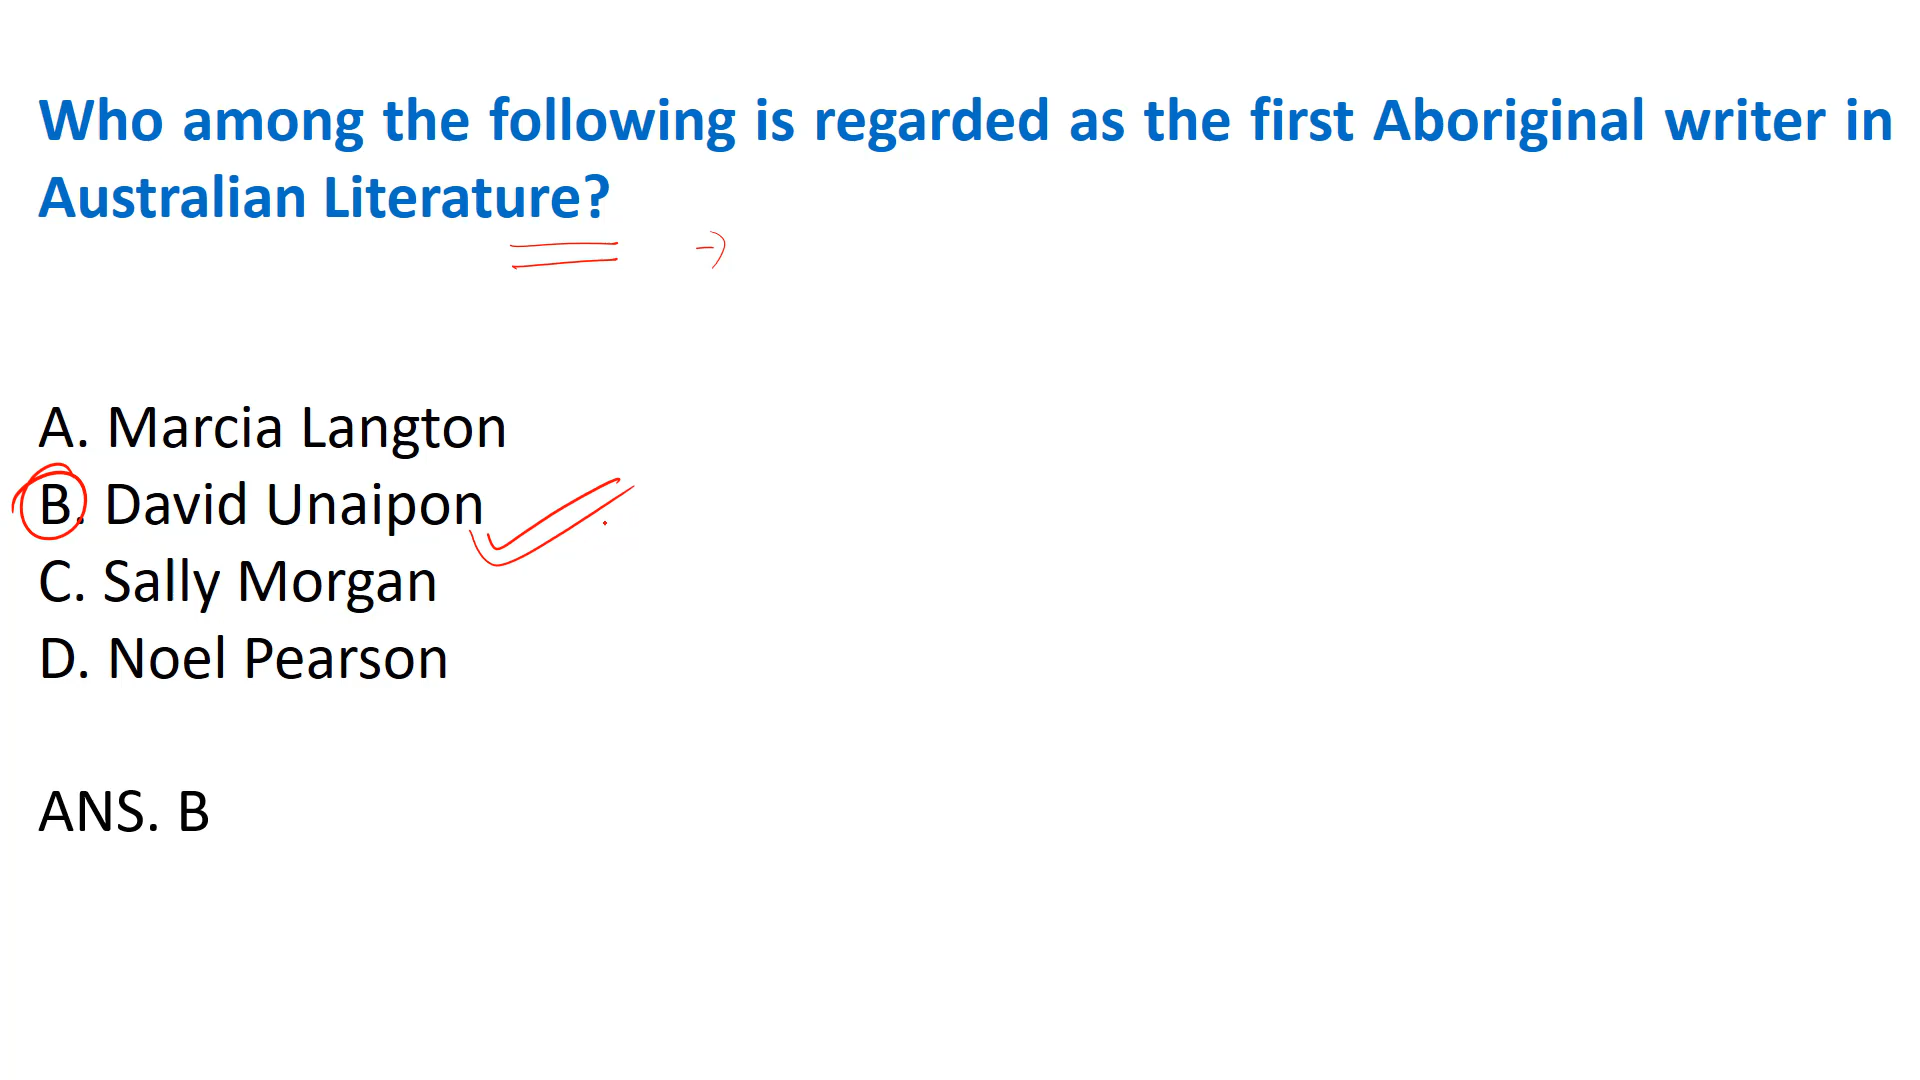 Who among the following is regarded as the first Aboriginal writer in
Australian Literature?
A. Marcia Langton
B. David Unaipon
C. Sally Morgan
D. Noel Pearson
ANS. B